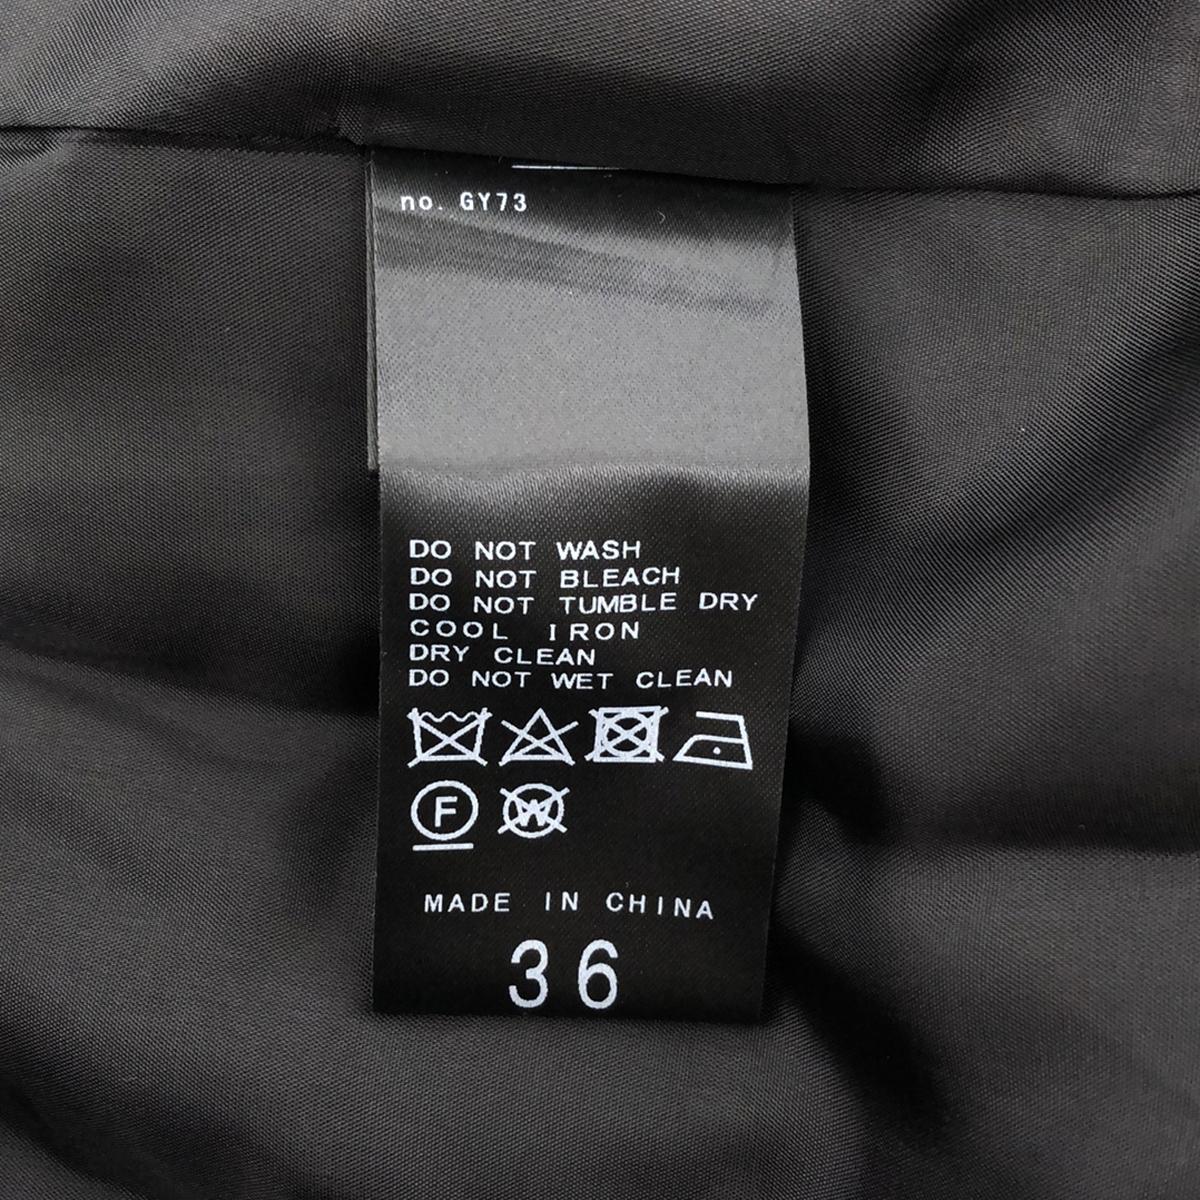 no. GY73
DO NOT WASH
DO NOT BLEACH
DO NOT TUMBLE DRY
COOL IRON
DRY CLEAN
DO NOT WET CLEAN
F W
MADE IN CHINA
36